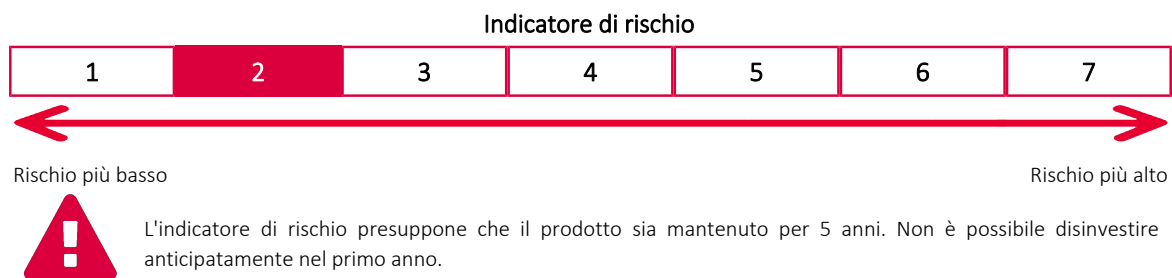 Indicatore di rischio
1 2 3 4 5 6 7
Rischio più basso Rischio più alto
L'indicatore di rischio presuppone che il prodotto sia mantenuto per 5 anni. Non è possibile disinvestire
anticipatamente nel primo anno.